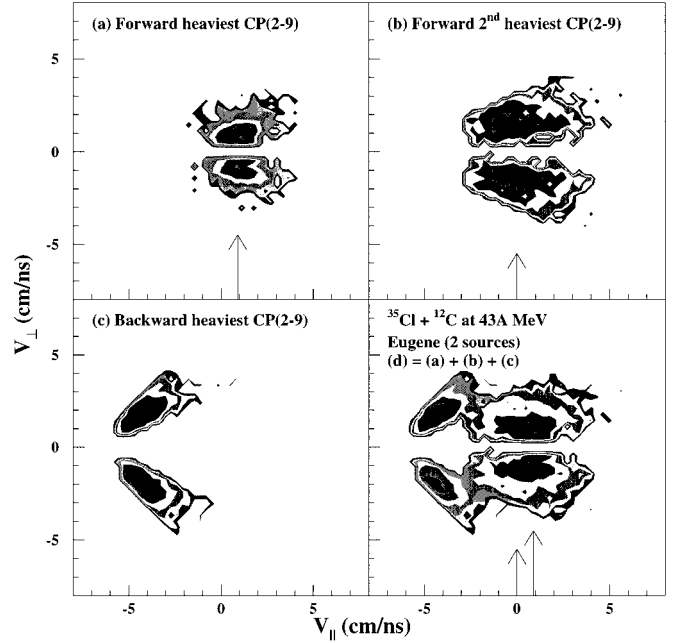 (a) Forward heaviest CP(2-9)
(b) Forward 2nd heaviest CP(2-9)
5
0
-5
V⊥ (cm/ns)
(c) Backward heaviest CP(2-9)
35Cl + 12C at 43A MeV
Eugene (2 sources)
(d) = (a) + (b) + (c)
5
0
-5
-5 0 5 -5 0 5
V|| (cm/ns)